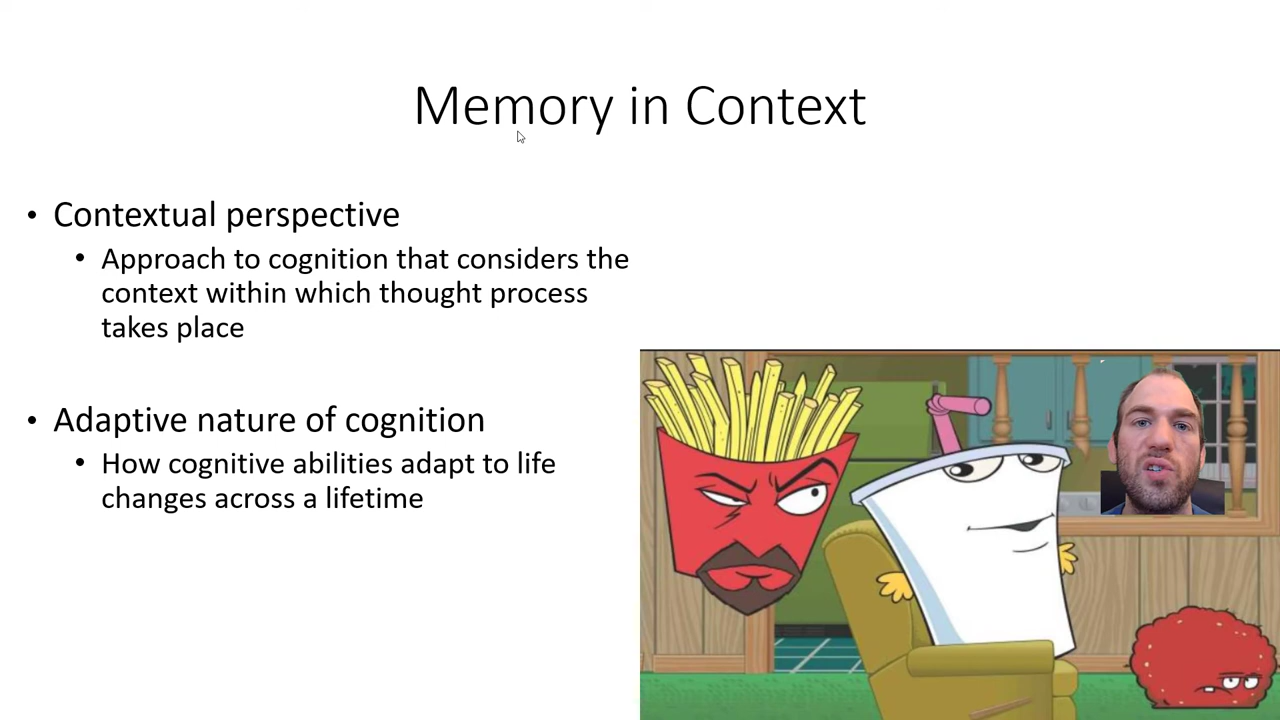 Memory in Context
• Contextual perspective
• Approach to cognition that considers the
context within which thought process
takes place
• Adaptive nature of cognition
• How cognitive abilities adapt to life
changes across a lifetime